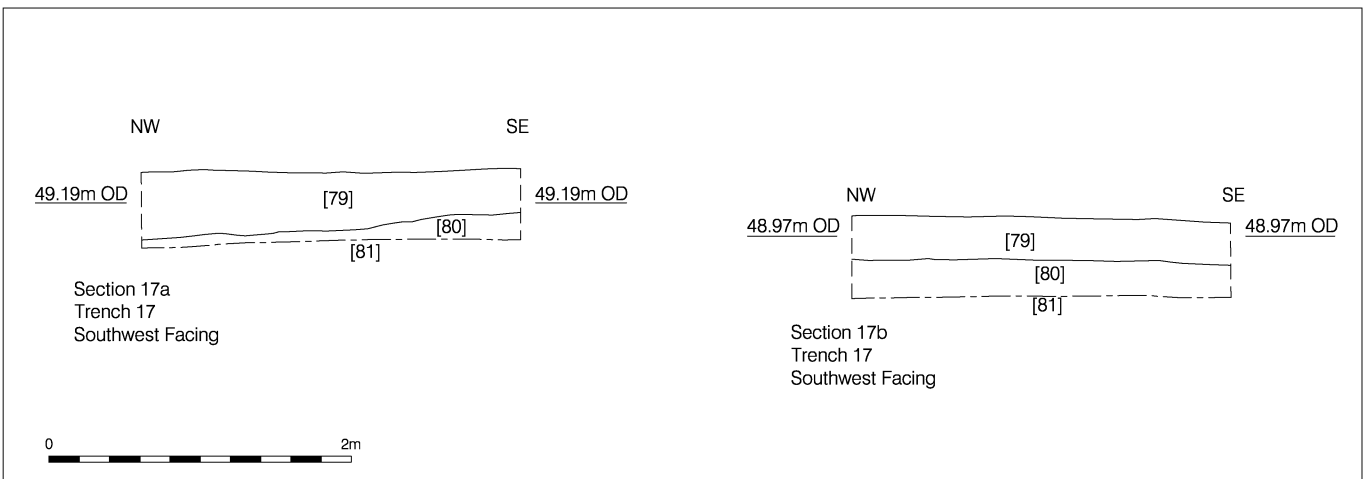 NW SE
49.19m OD 49.19m OD
[79]
[80]
[81]
Section 17a
Trench 17
Southwest Facing
NW SE
48.97m OD 48.97m OD
[79]
[80]
[81]
Section 17b
Trench 17
Southwest Facing
0 2m